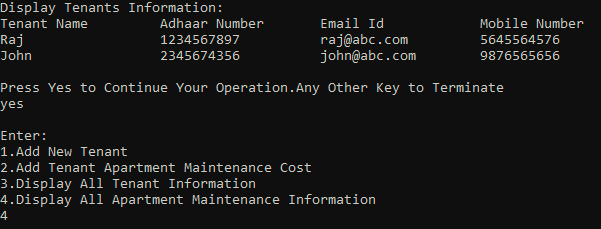 Display Tenants Information:
Tenant Name Adhaar Number Email Id Mobile Number
Raj 1234567897 raj@abc.com 5645564576
John 2345674356 john@abc.com 9876565656
Press Yes to Continue Your Operation.Any Other Key to Terminate
yes
Enter:
1.Add New Tenant
2.Add Tenant Apartment Maintenance Cost
3.Display All Tenant Information
4.Display All Apartment Maintenance Information
4